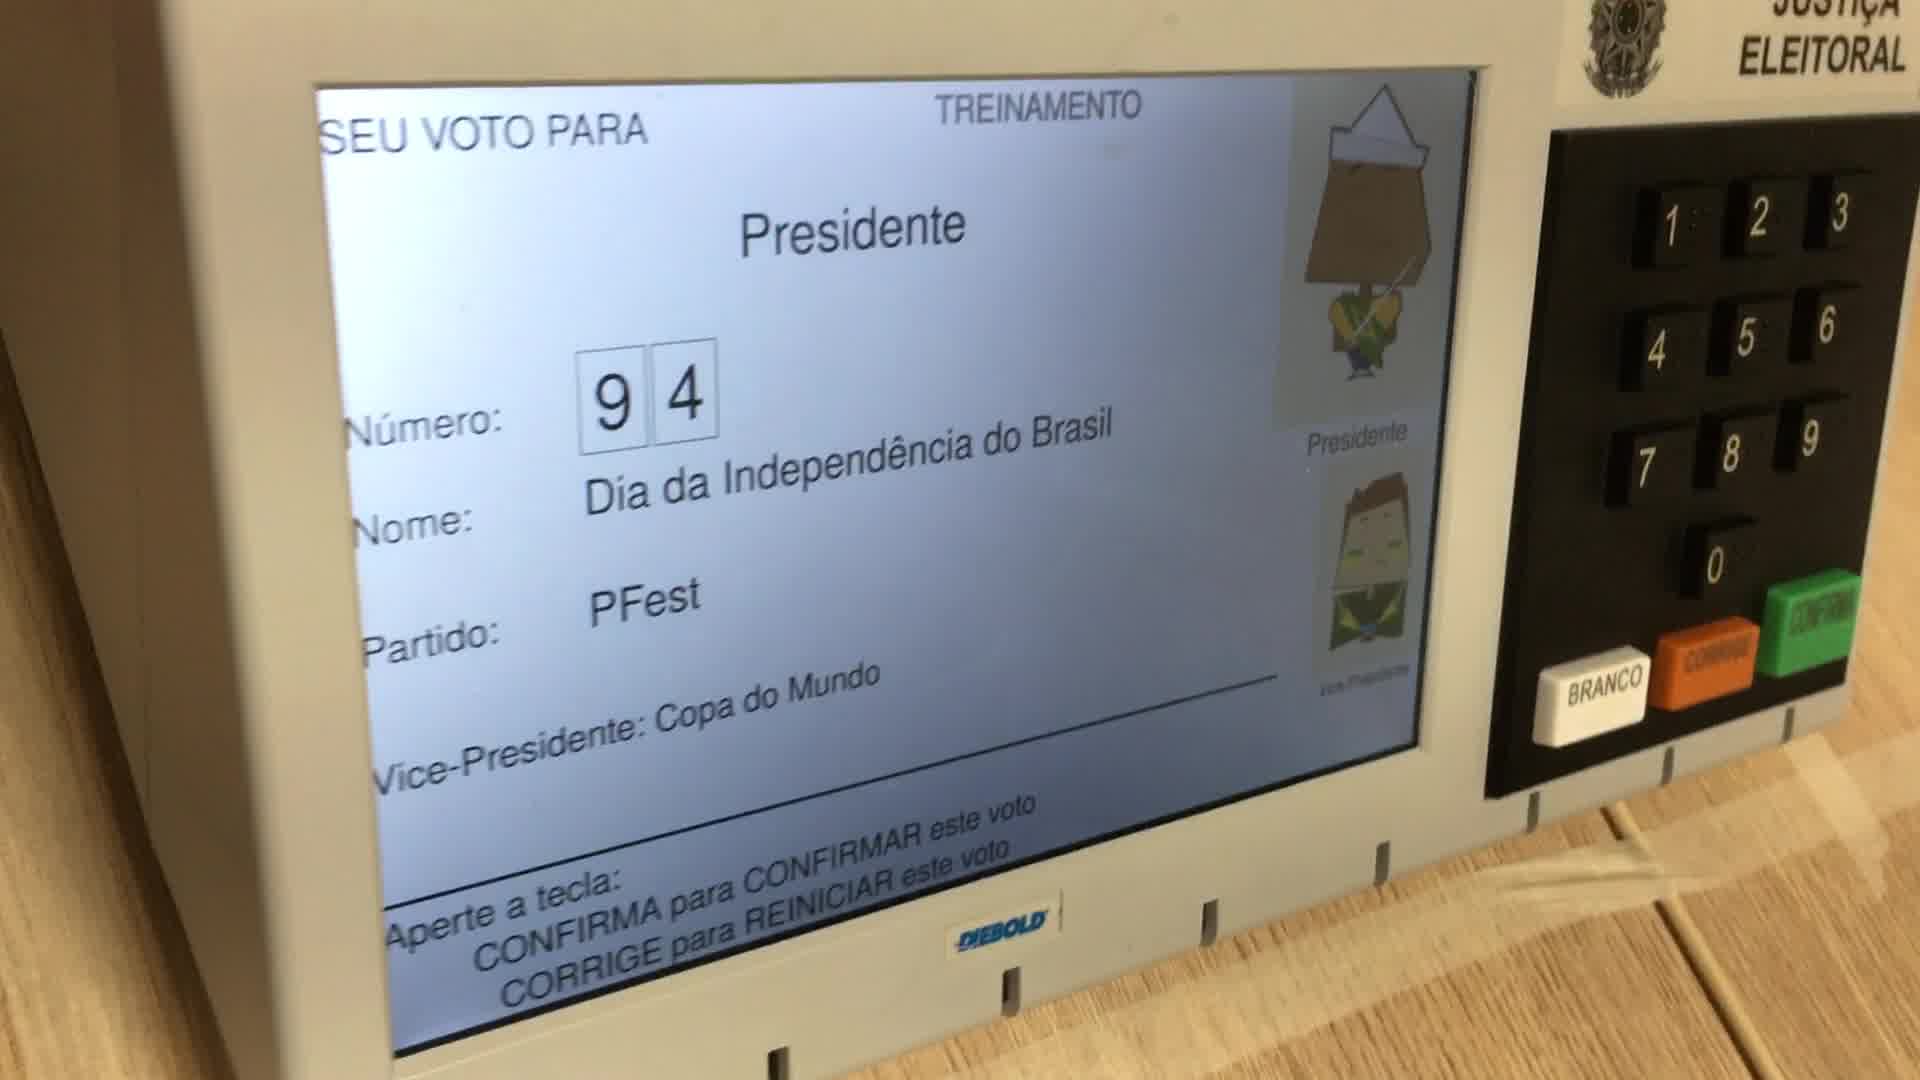 SEU VOTO PARA
TREINAMENTO
Presidente
Número: 9 4
Nome: Dia da Independência do Brasil
Partido: PFest
Vice-Presidente: Copa do Mundo
Aperte a tecla:
CONFIRMA para CONFIRMAR este voto
CORRIGE para REINICIAR este voto
Presidente
Vice-Presidente
DIEBOLD
JUSTIÇA
ELEITORAL
1 2 3
4 5 6
7 8 9
0
BRANCO CORRIGE CONFIRMA